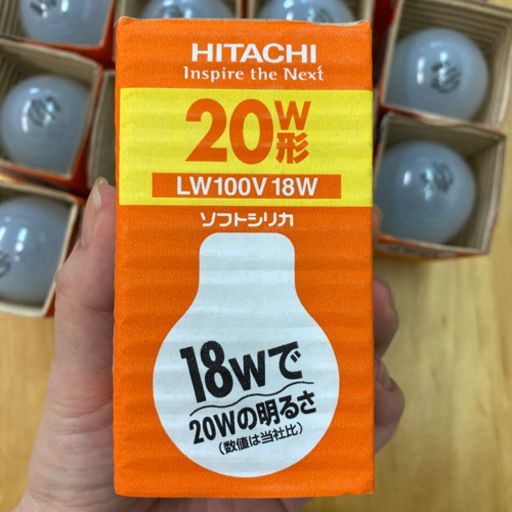 HITACHI
Inspire the Next
20W形
LW100V 18W
ソフトシリカ
18Wで
20Wの明るさ
(数値は当社比)